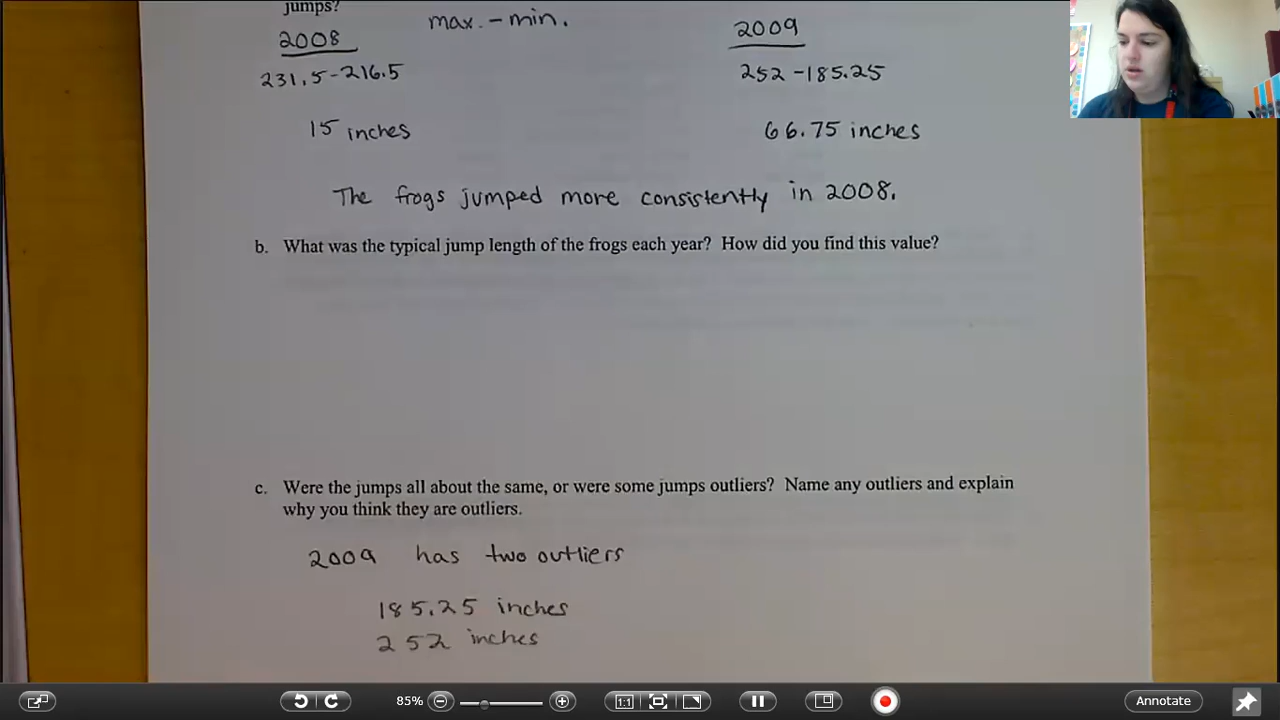 jumps?
max. - min.
2008
2009
231.5-216.5
252 -185.25
15 inches
66.75 inches
The frogs jumped more consistently in 2008.
b. What was the typical jump length of the frogs each year? How did you find this value?
c. Were the jumps all about the same, or were some jumps outliers? Name any outliers and explain
why you think they are outliers.
2009 has two outliers
185.25 inches
252 inches
85%
1:1
Annotate